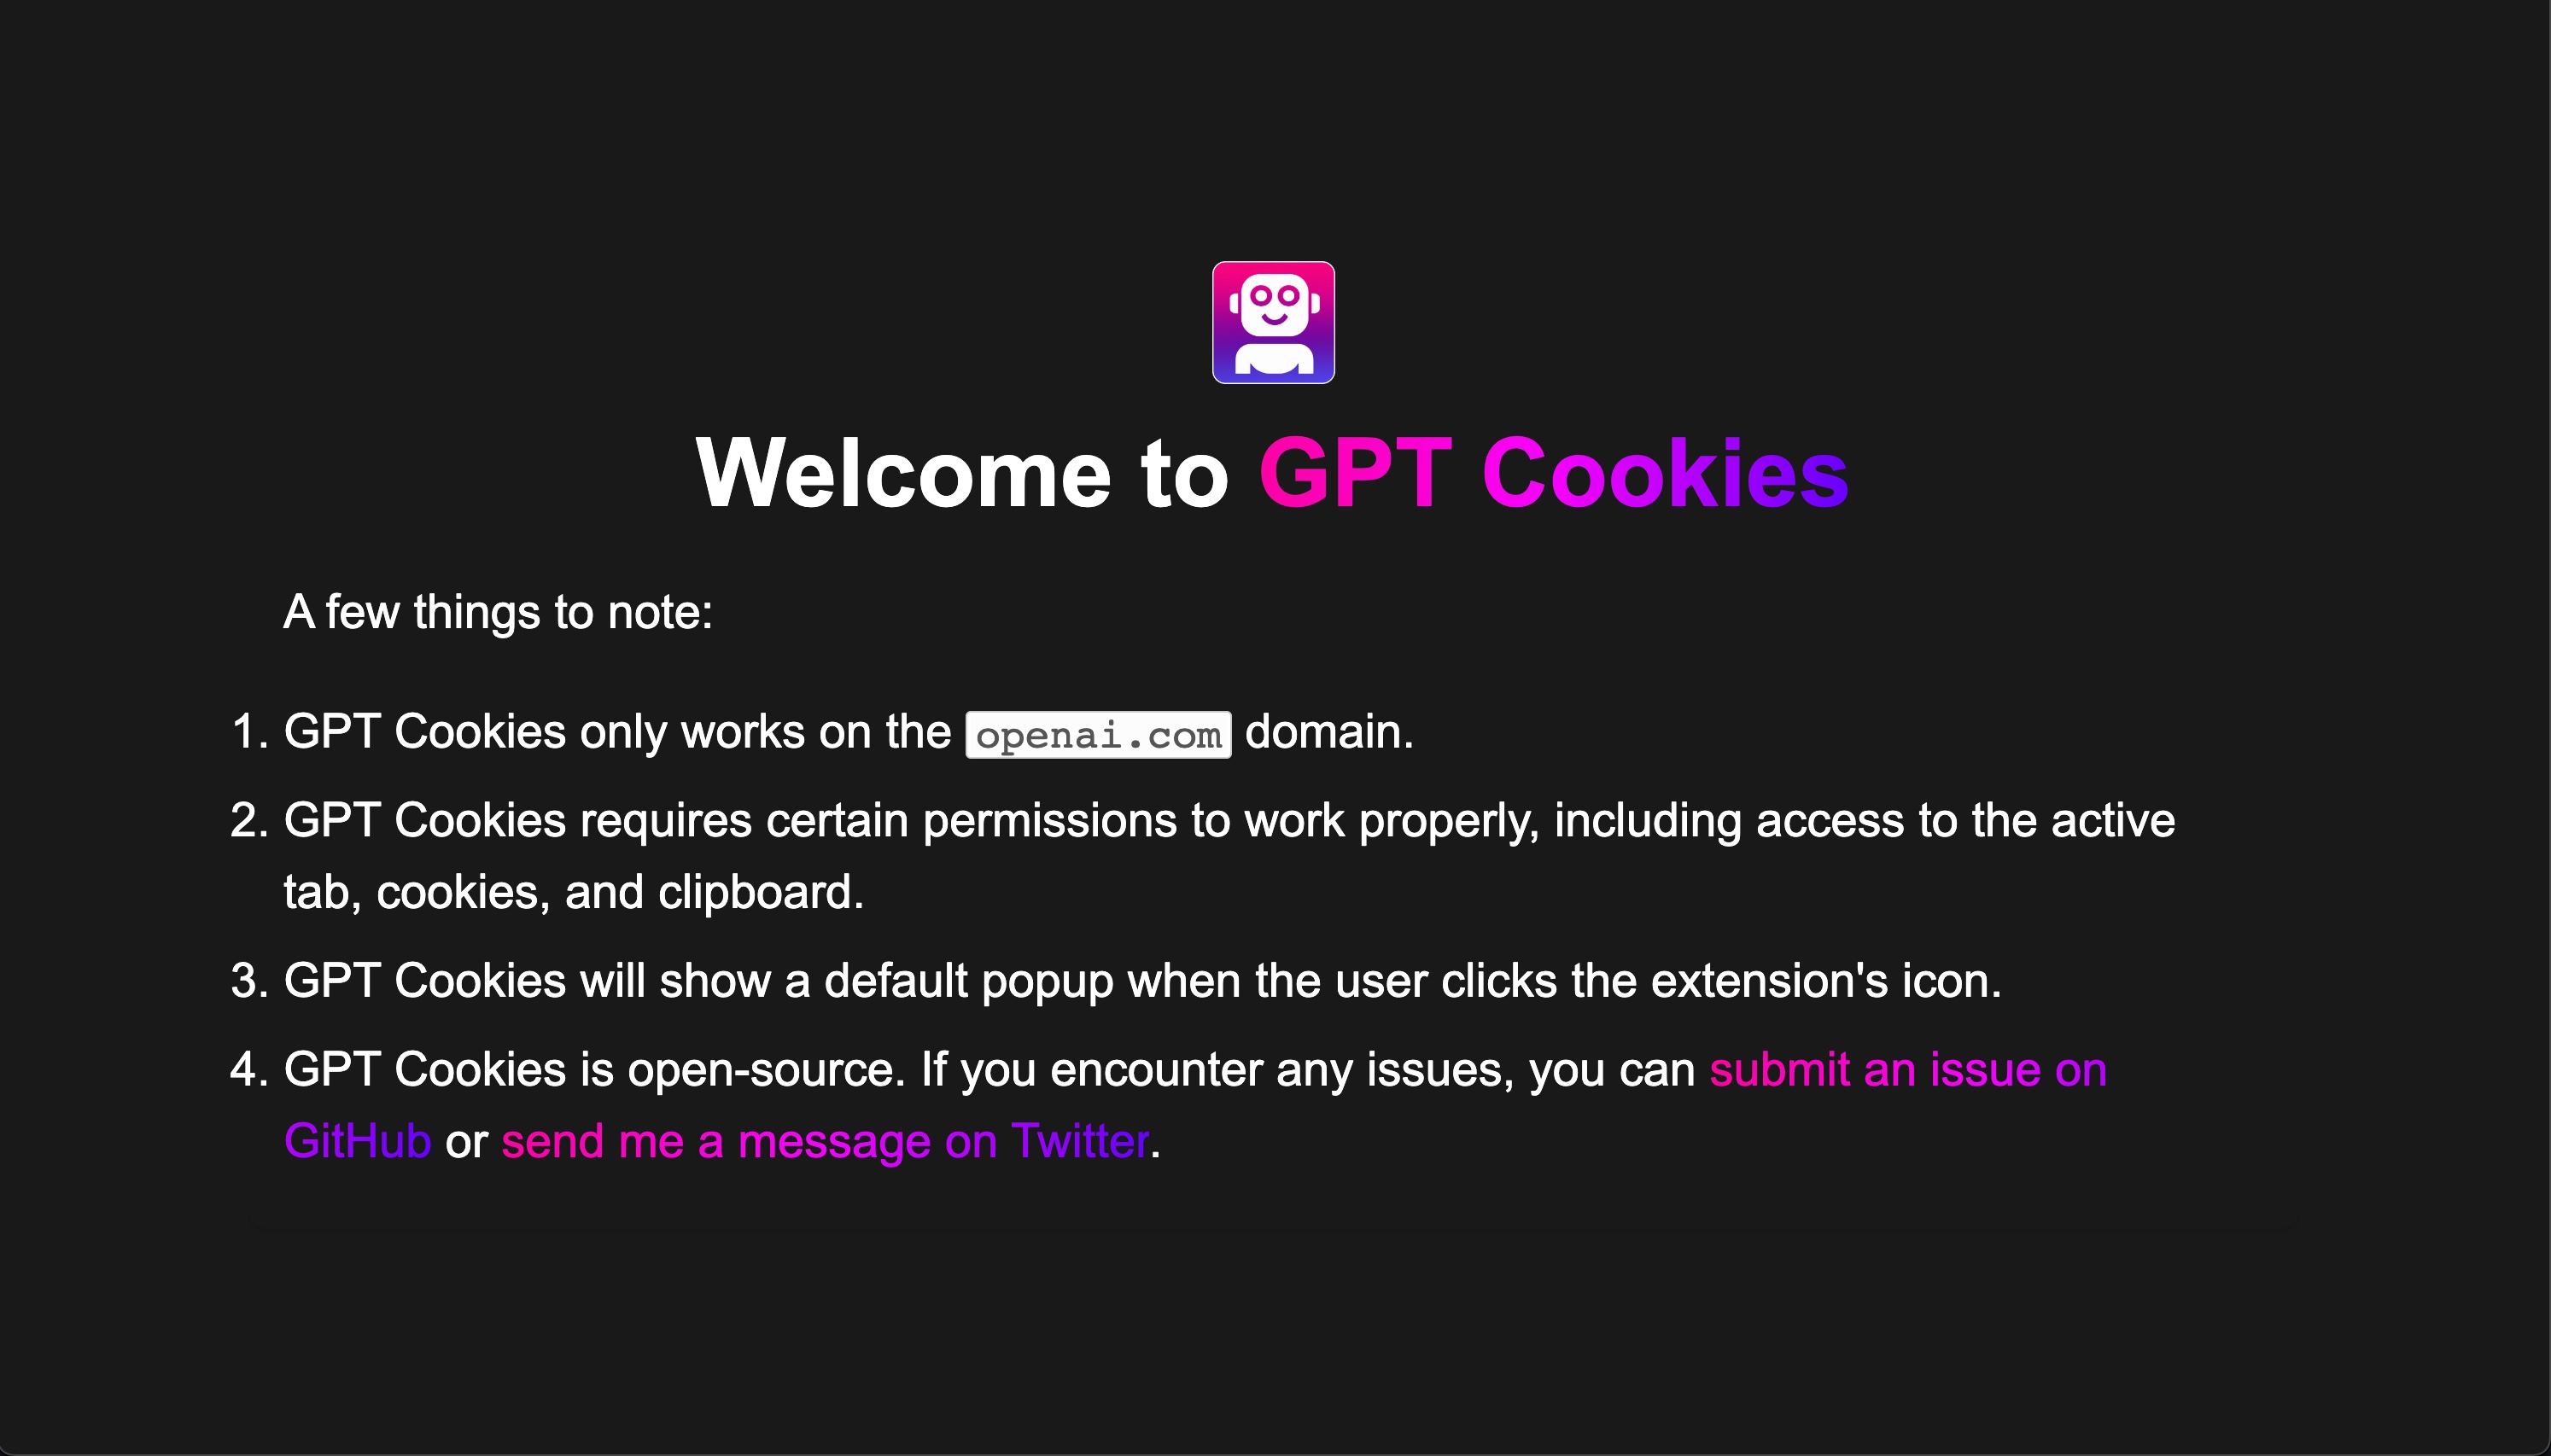 Welcome to GPT Cookies
A few things to note:
1. GPT Cookies only works on the openai.com domain.
2. GPT Cookies requires certain permissions to work properly, including access to the active
tab, cookies, and clipboard.
3. GPT Cookies will show a default popup when the user clicks the extension's icon.
4. GPT Cookies is open-source. If you encounter any issues, you can submit an issue on
GitHub or send me a message on Twitter.